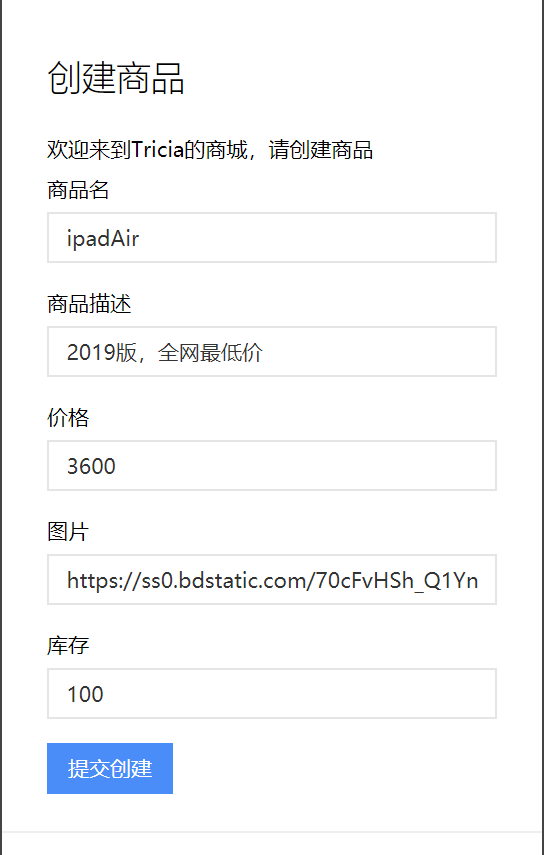 创建商品
欢迎来到Tricia的商城，请创建商品
商品名
ipadAir
商品描述
2019版，全网最低价
价格
3600
图片
https://ss0.bdstatic.com/70cFvHSh_Q1Yn
库存
100
提交创建